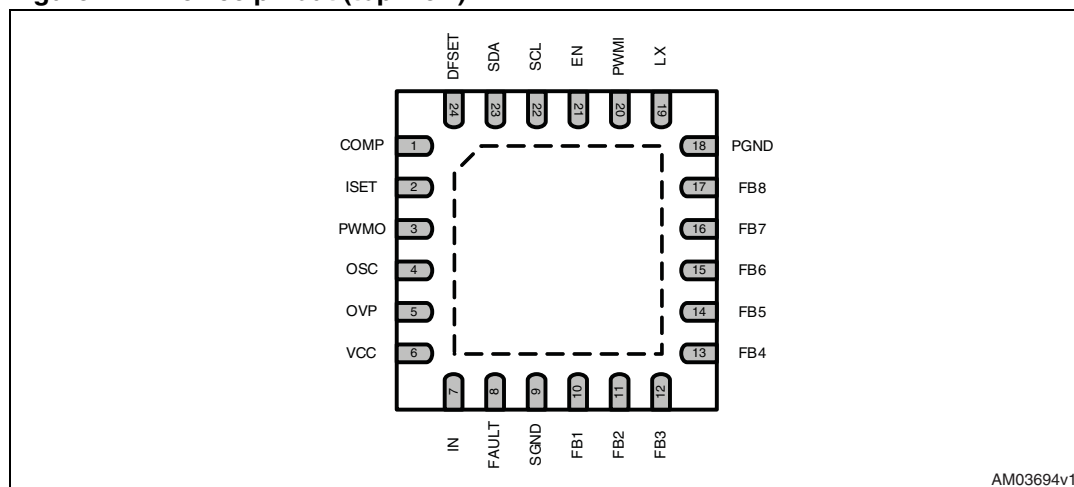 DFSET
SDA
SCL
EN
PWMI
LX
24
23
22
21
20
19
COMP 1
ISET 2
PWMO 3
OSC 4
OVP 5
VCC 6
18 PGND
17 FB8
16 FB7
15 FB6
14 FB5
13 FB4
7
8
9
10
11
12
IN
FAULT
SGND
FB1
FB2
FB3
AM03694v1